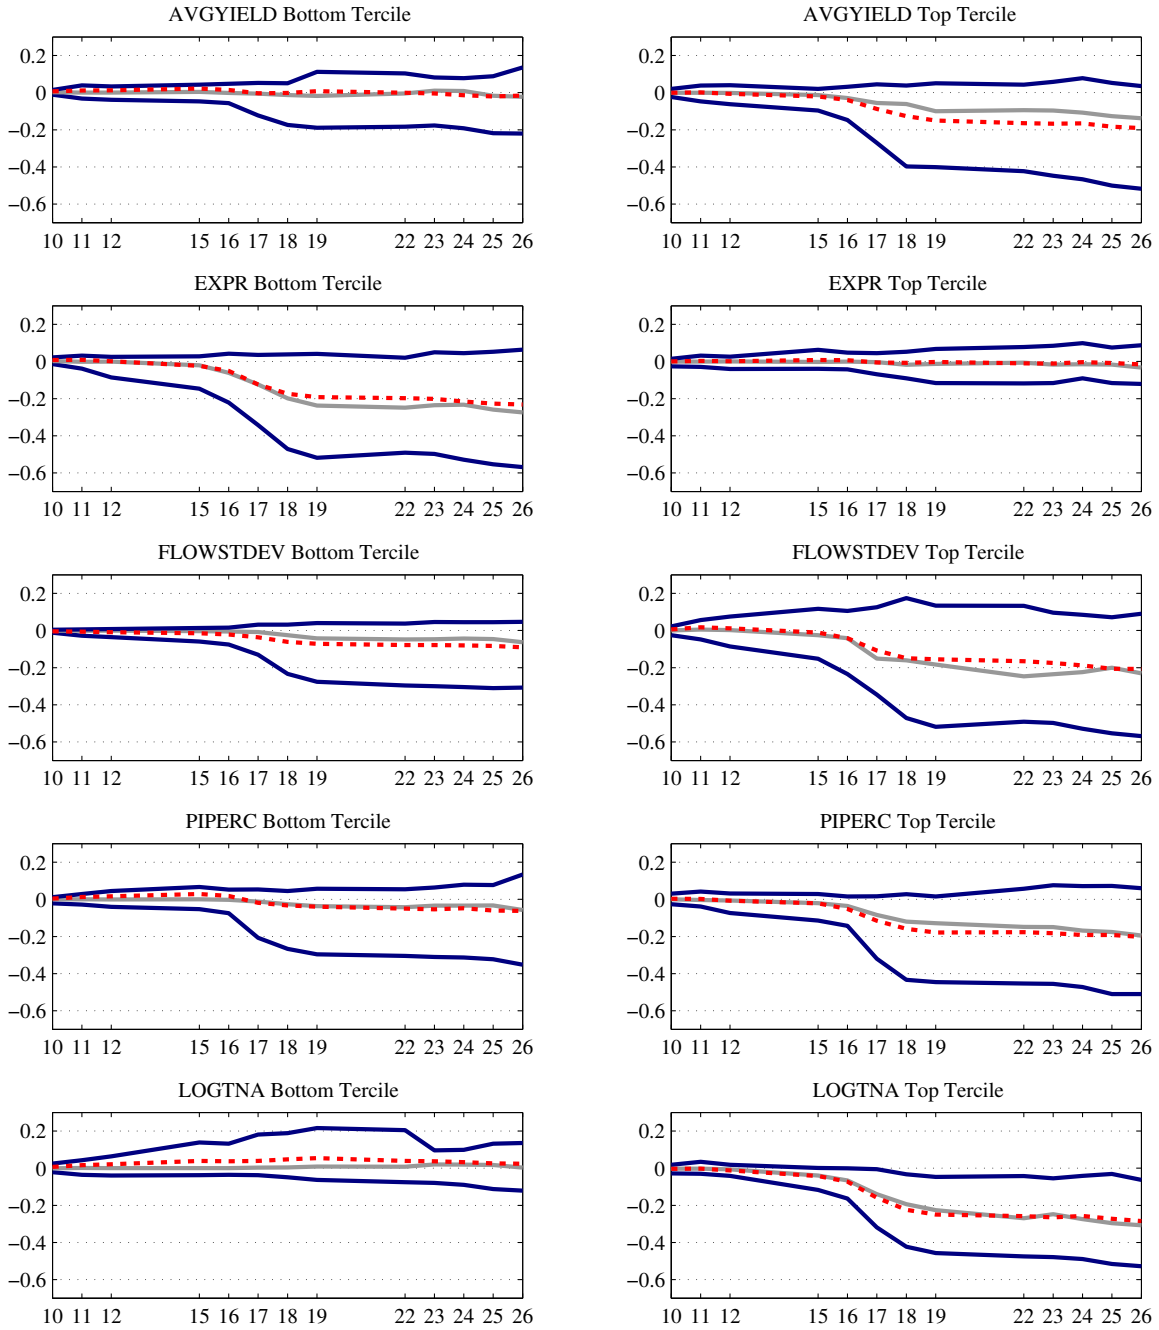 AVGYIELD Bottom Tercile
0.2
0
−0.2
−0.4
−0.6
10 11 12 15 16 17 18 19 22 23 24 25 26
AVGYIELD Top Tercile
0.2
0
−0.2
−0.4
−0.6
10 11 12 15 16 17 18 19 22 23 24 25 26
EXPR Bottom Tercile
0.2
0
−0.2
−0.4
−0.6
10 11 12 15 16 17 18 19 22 23 24 25 26
EXPR Top Tercile
0.2
0
−0.2
−0.4
−0.6
10 11 12 15 16 17 18 19 22 23 24 25 26
FLOWSTDEV Bottom Tercile
0.2
0
−0.2
−0.4
−0.6
10 11 12 15 16 17 18 19 22 23 24 25 26
FLOWSTDEV Top Tercile
0.2
0
−0.2
−0.4
−0.6
10 11 12 15 16 17 18 19 22 23 24 25 26
PIPERC Bottom Tercile
0.2
0
−0.2
−0.4
−0.6
10 11 12 15 16 17 18 19 22 23 24 25 26
PIPERC Top Tercile
0.2
0
−0.2
−0.4
−0.6
10 11 12 15 16 17 18 19 22 23 24 25 26
LOGTNA Bottom Tercile
0.2
0
−0.2
−0.4
−0.6
10 11 12 15 16 17 18 19 22 23 24 25 26
LOGTNA Top Tercile
0.2
0
−0.2
−0.4
−0.6
10 11 12 15 16 17 18 19 22 23 24 25 26